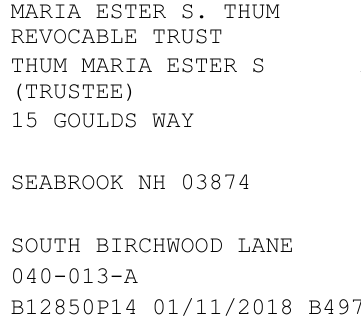 MARIA ESTER S. THUM
REVOCABLE TRUST
THUM MARIA ESTER S
(TRUSTEE)
15 GOULDS WAY
SEABROOK NH 03874
SOUTH BIRCHWOOD LANE
040-013-A
B12850P14 01/11/2018 B497